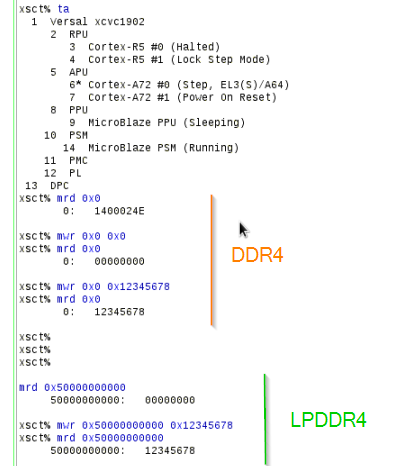 xsct% ta
1 Versal xcvc1902
2 RPU
3 Cortex-R5 #0 (Halted)
4 Cortex-R5 #1 (Lock Step Mode)
5 APU
6* Cortex-A72 #0 (Step, EL3(S)/A64)
7 Cortex-A72 #1 (Power On Reset)
8 PPU
9 MicroBlaze PPU (Sleeping)
10 PSM
14 MicroBlaze PSM (Running)
11 PMC
12 PL
13 DPC
xsct% mrd 0x0
0: 1400024E
xsct% mwr 0x0 0x0
xsct% mrd 0x0
0: 00000000
DDR4
xsct% mwr 0x0 0x12345678
xsct% mrd 0x0
0: 12345678
xsct%
xsct%
xsct%
mrd 0x50000000000
50000000000: 00000000
xsct% mwr 0x50000000000 0x12345678
xsct% mrd 0x50000000000
50000000000: 12345678
LPDDR4